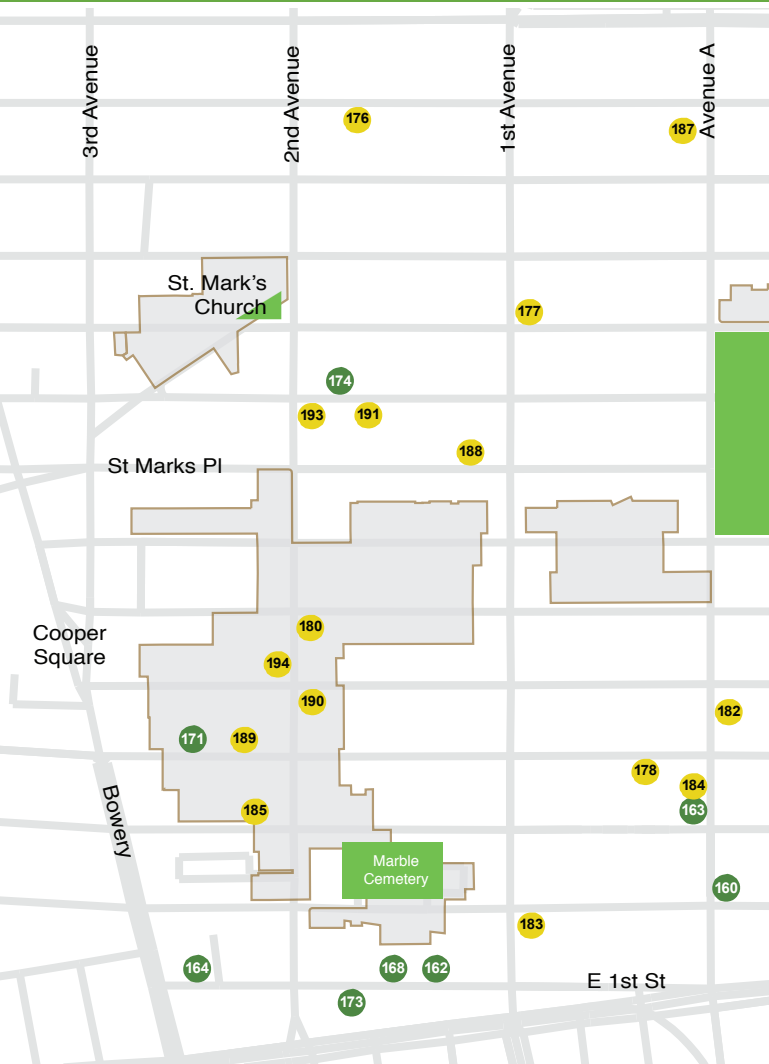 3rd Avenue
2nd Avenue
1st Avenue
Avenue A
176
187
St. Mark's
Church
177
174
193
191
188
St Marks Pl
180
Cooper
Square
194
190
182
171
189
178
184
163
185
Bowery
Marble
Cemetery
160
183
164
168
162
E 1st St
173